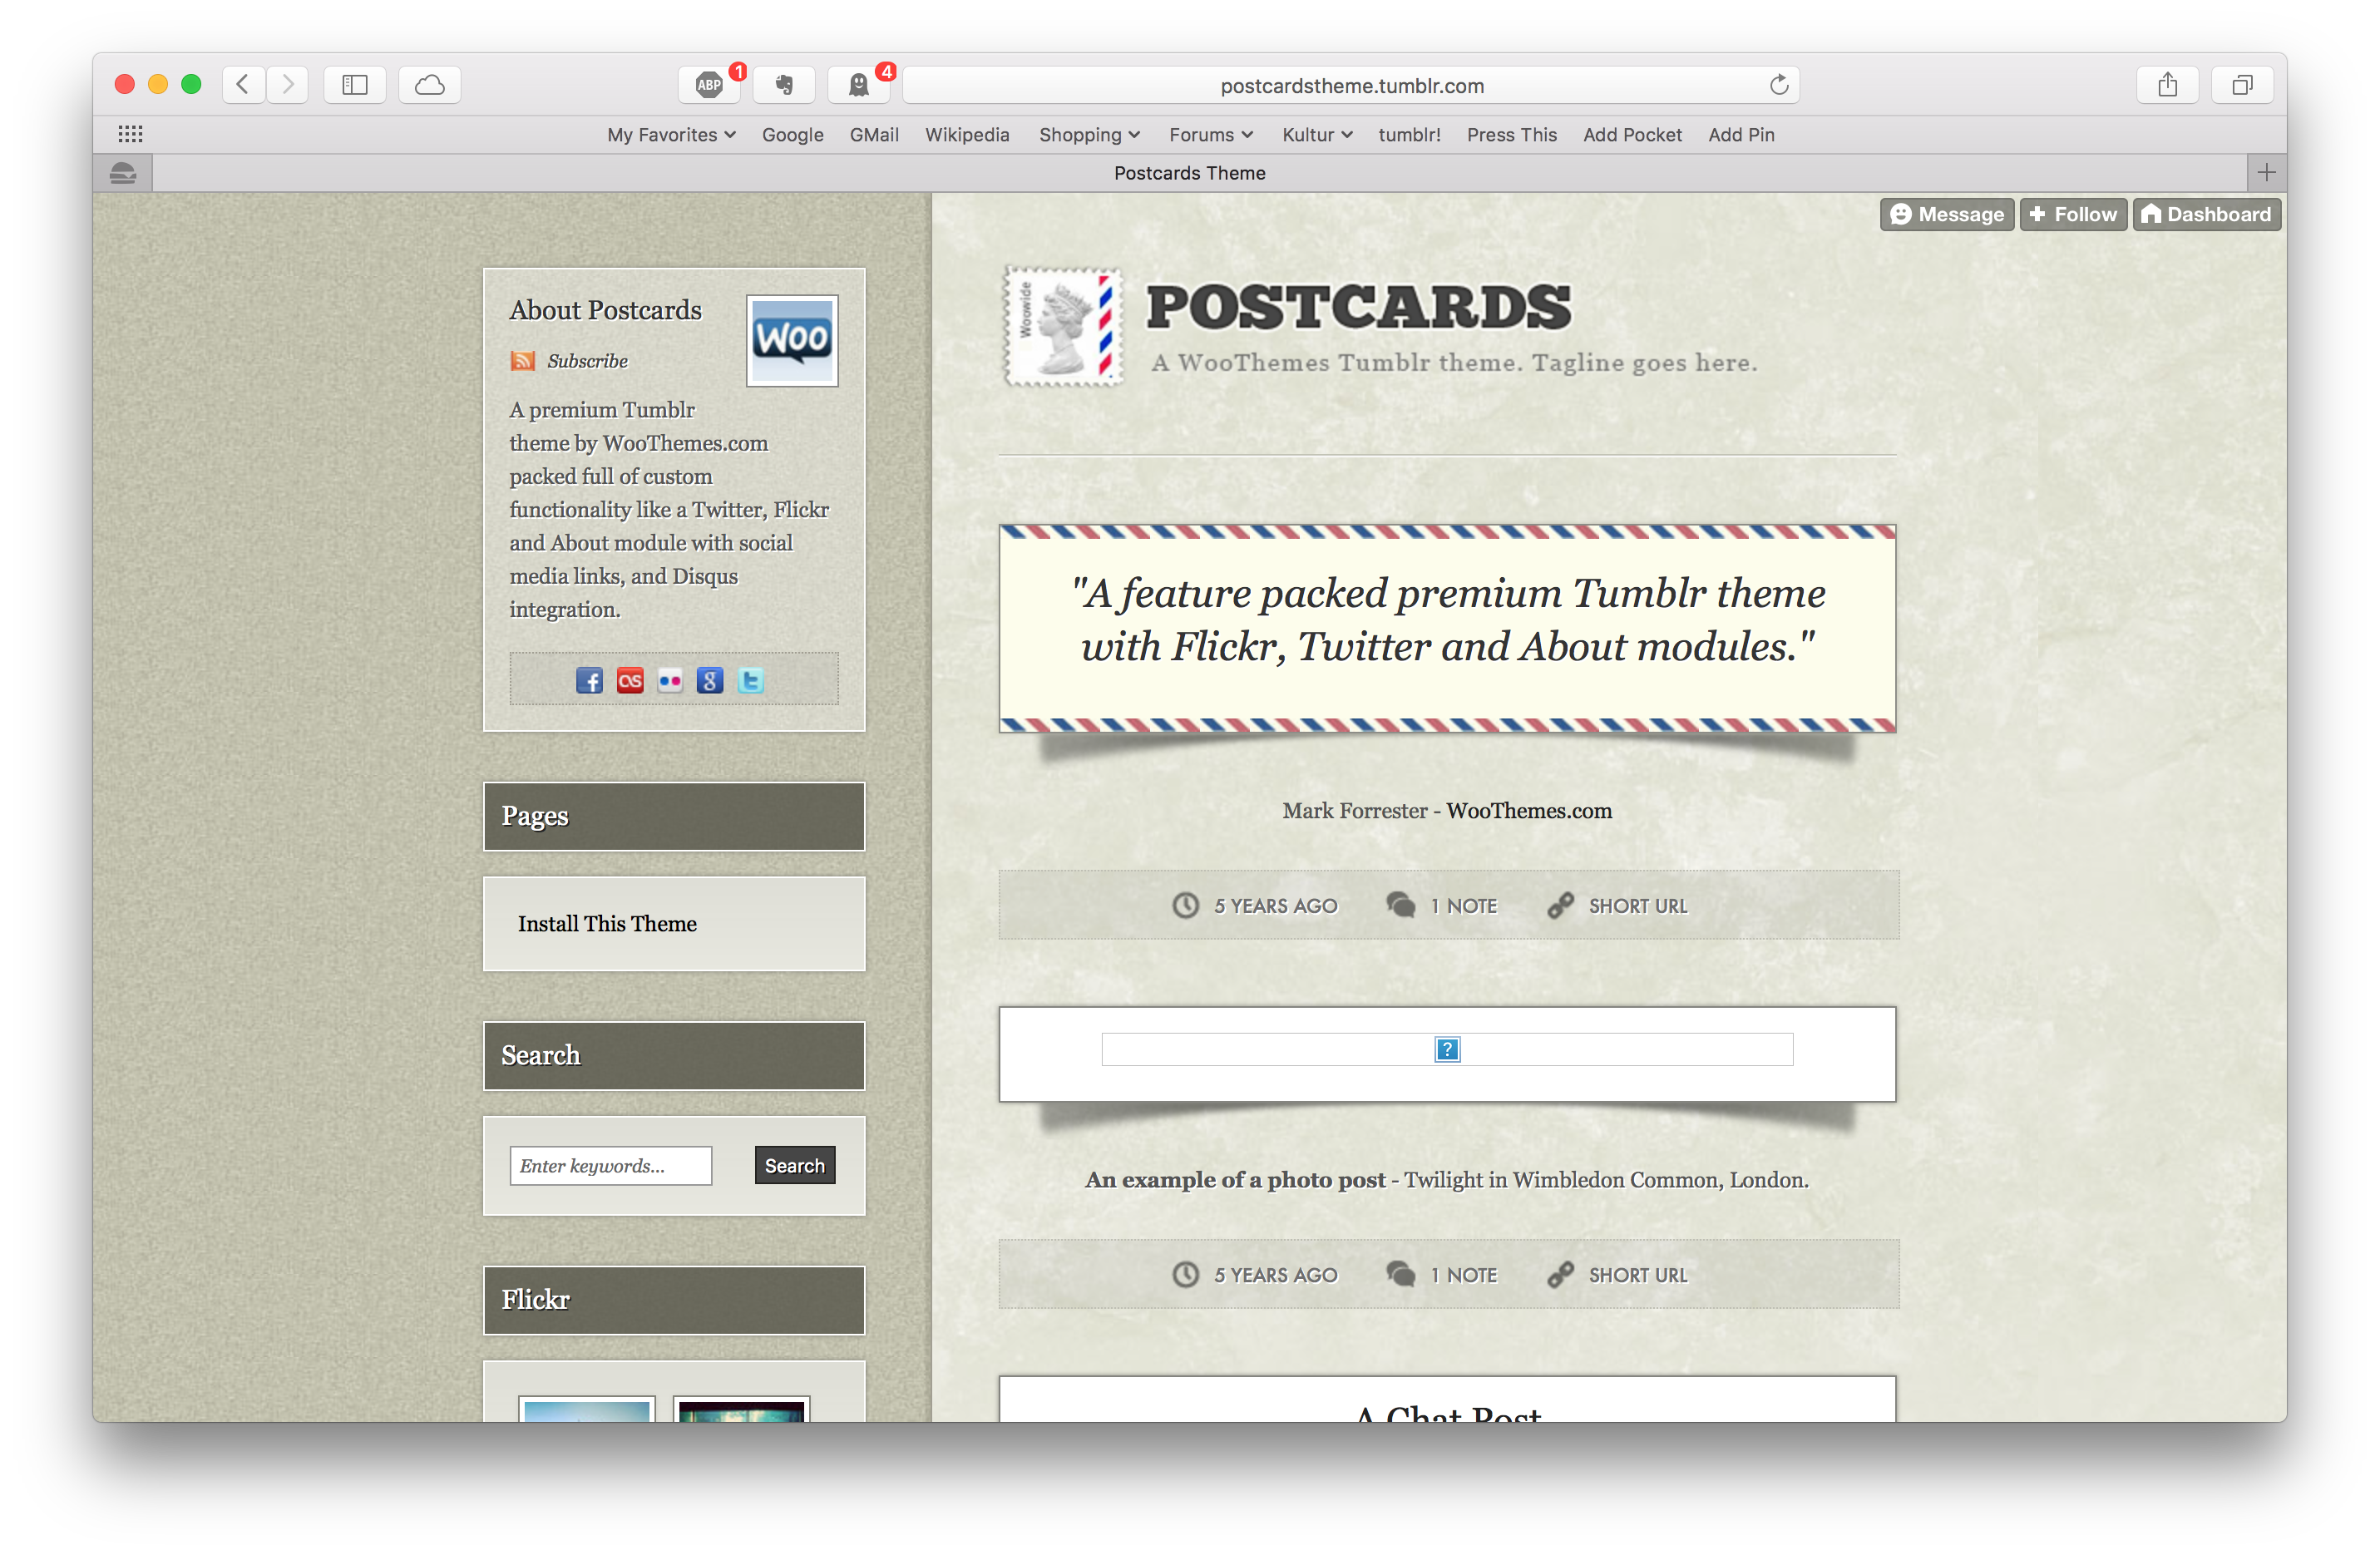 ABP
1
4
postcardstheme.tumblr.com
My Favorites
Google
GMail
Wikipedia
Shopping
Forums
Kultur
tumblr!
Press This
Add Pocket
Add Pin
Postcards Theme
Message
Follow
Dashboard
About Postcards
Woo
Subscribe
A premium Tumblr
theme by WooThemes.com
packed full of custom
functionality like a Twitter, Flickr
and About module with social
media links, and Disqus
integration.
Pages
Install This Theme
Search
Enter keywords...
Search
Flickr
Woowide
POSTCARDS
A WooThemes Tumblr theme. Tagline goes here.
"A feature packed premium Tumblr theme
with Flickr, Twitter and About modules."
Mark Forrester - WooThemes.com
5 YEARS AGO
1 NOTE
SHORT URL
?
An example of a photo post - Twilight in Wimbledon Common, London.
5 YEARS AGO
1 NOTE
SHORT URL
A Chat Post